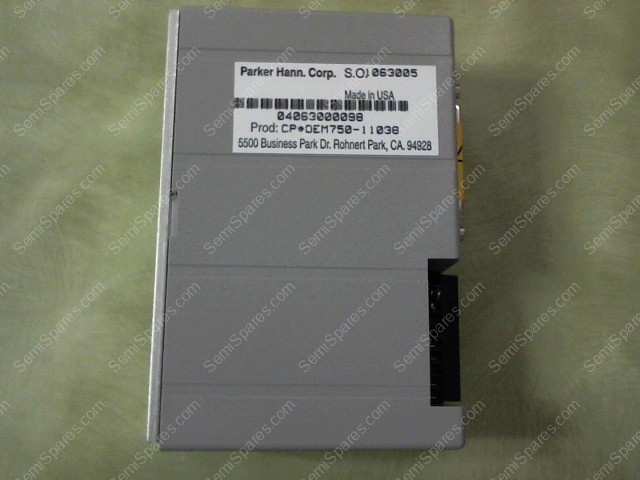 Parker Hann. Corp. S.O) 063005
Made in USA
04063000098
Prod: CP*OEM750-11038
5500 Business Park Dr. Rohnert Park, CA. 94928
SemiSpares.com